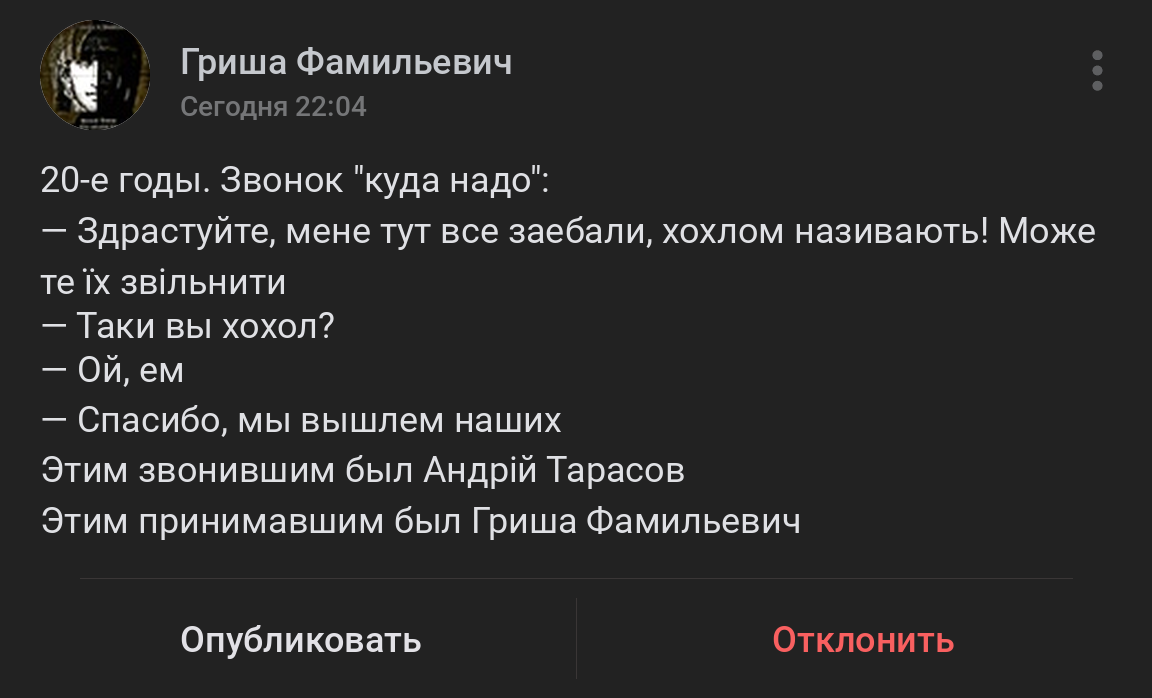 Гриша Фамильевич
Сегодня 22:04
20-е годы. Звонок "куда надо":
— Здрастуйте, мене тут все заебали, хохлом називають! Може
те їх звільнити
— Таки вы хохол?
— Ой, ем
— Спасибо, мы вышлем наших
Этим звонившим был Андрій Тарасов
Этим принимавшим был Гриша Фамильевич
Опубликовать
Отклонить